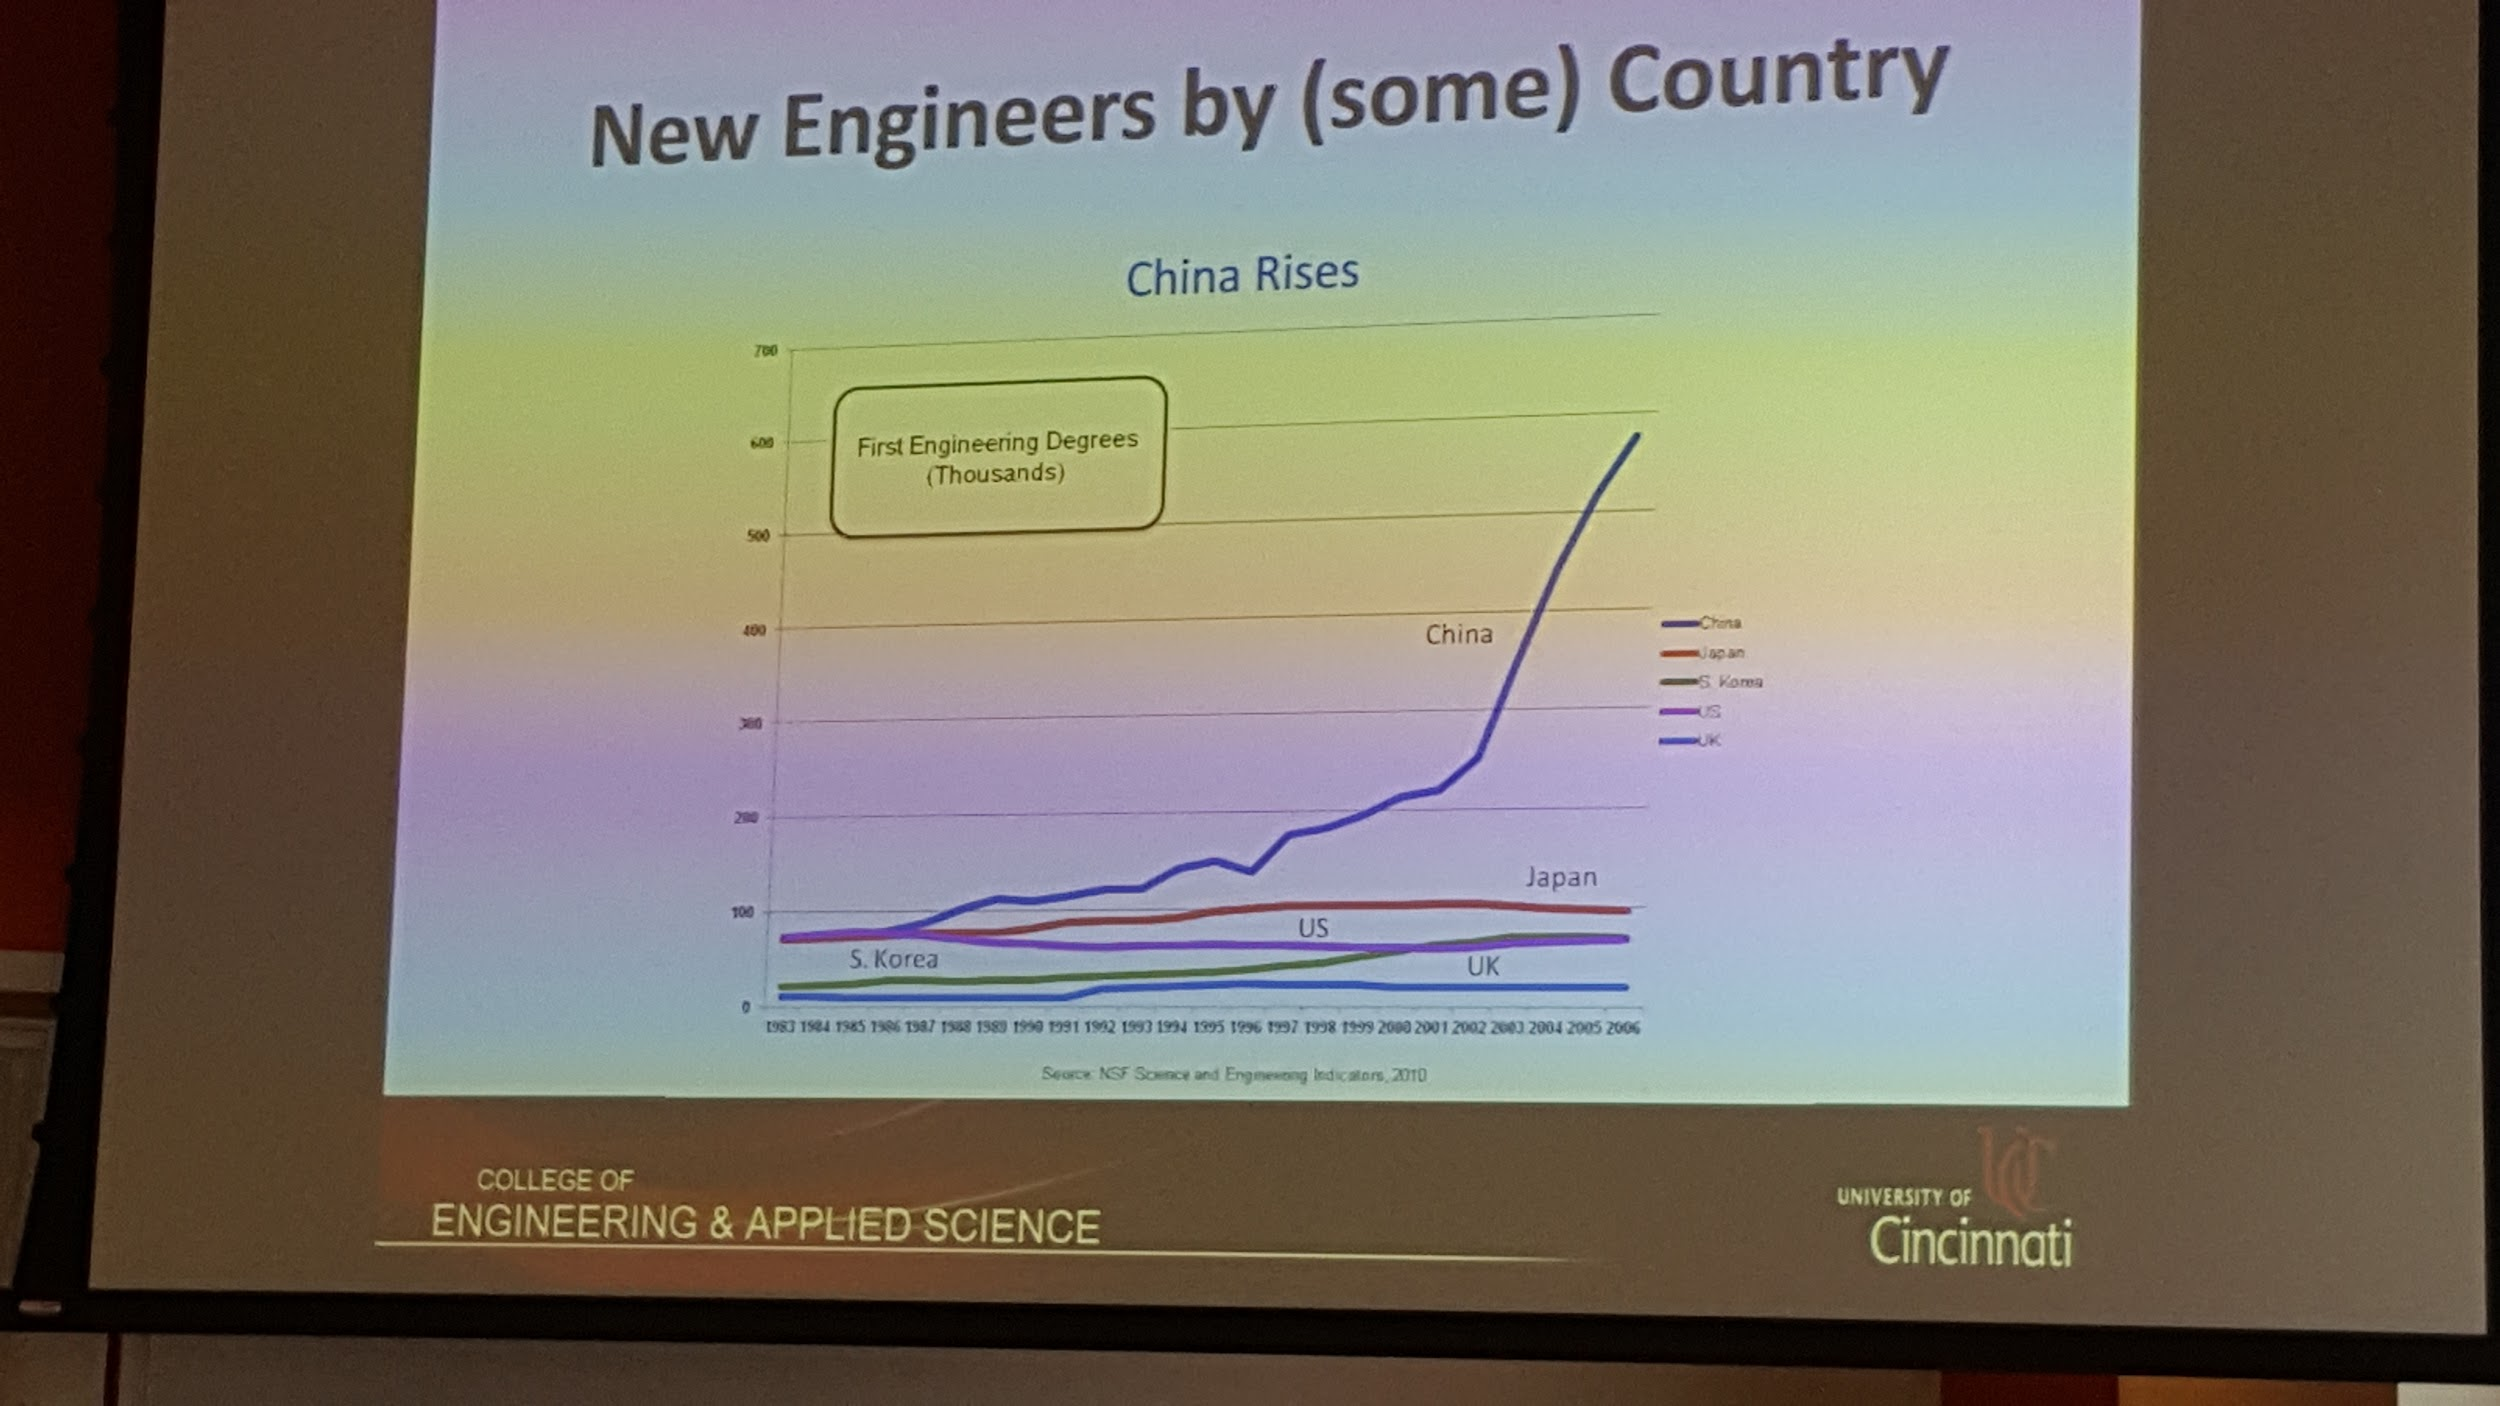 New Engineers by (some) Country
China Rises
700
600
500
400
300
200
100
0
First Engineering Degrees
(Thousands)
China
Japan
US
S. Korea
UK
China
Japan
S. Korea
US
UK
1983 1984 1985 1986 1987 1988 1989 1990 1991 1992 1993 1994 1995 1996 1997 1998 1999 2000 2001 2002 2003 2004 2005 2006
Source: NSF Science and Engineering Indicators, 2010
COLLEGE OF
ENGINEERING & APPLIED SCIENCE
UC
UNIVERSITY OF
Cincinnati